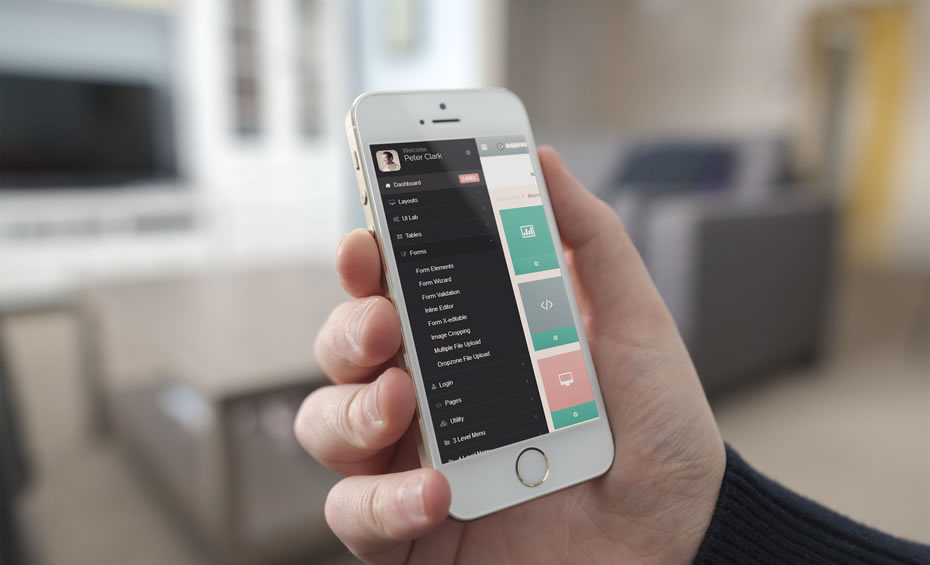 Welcome
Peter Clark
Dashboard
Layouts
UI Lab
Tables
Forms
Form Elements
Form Wizard
Form Validation
Inline Editor
Form X-editable
Image Cropping
Multiple File Upload
Dropzone File Upload
Login
Pages
Utility
3 Level Menu